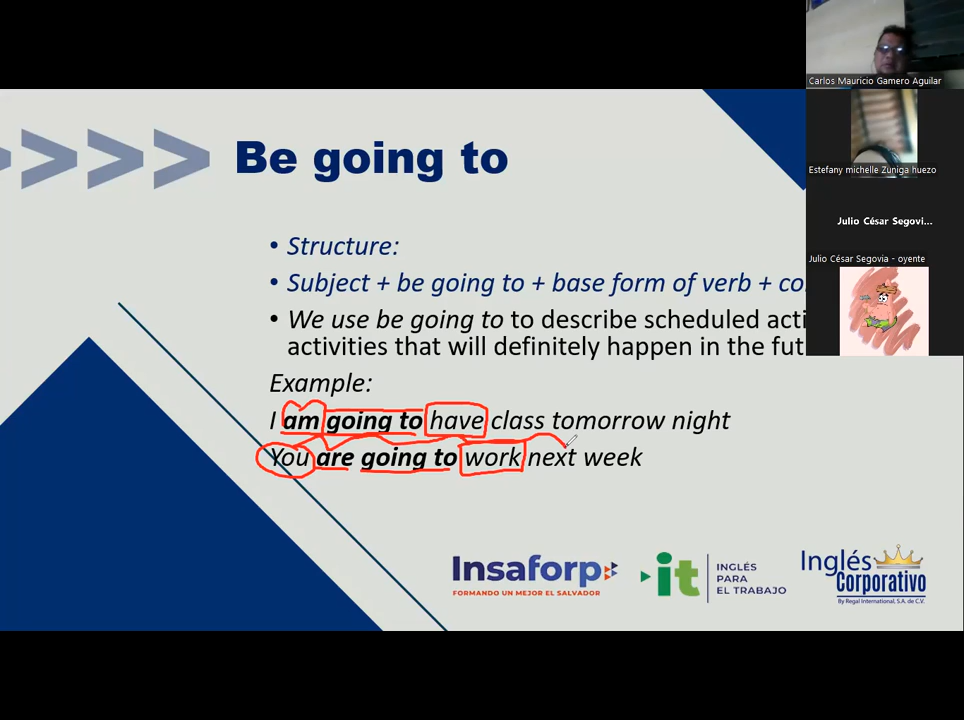 Carlos Mauricio Gamero Aguilar
Estefany michelle Zuniga huezo
Julio César Segovi...
Julio César Segovia - oyente
Be going to
• Structure:
• Subject + be going to + base form of verb + co
• We use be going to to describe scheduled acti
activities that will definitely happen in the fut
Example:
I am going to have class tomorrow night
You are going to work next week
Insaforp
FORMANDO UN MEJOR EL SALVADOR
it
INGLÉS
PARA
EL TRABAJO
Inglés
Corporativo
By Regal International, S.A. de C.V.